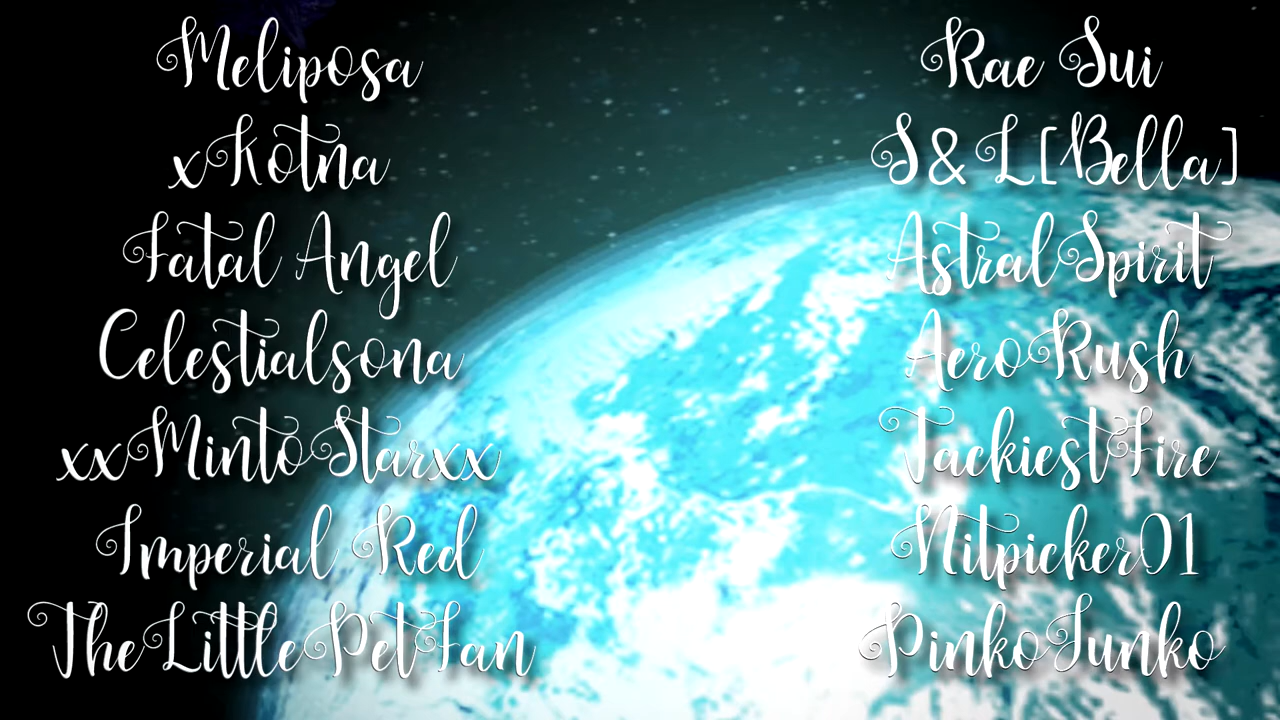 Meliposa
xKotna
Fatal Angel
Celestialsona
xxMintoStarxx
Imperial Red
TheLittlePetFan
Rae Sui
S & L [Bella]
AstralSpirit
AeroRush
TackiestFire
Nitpicker01
PinkoJunko